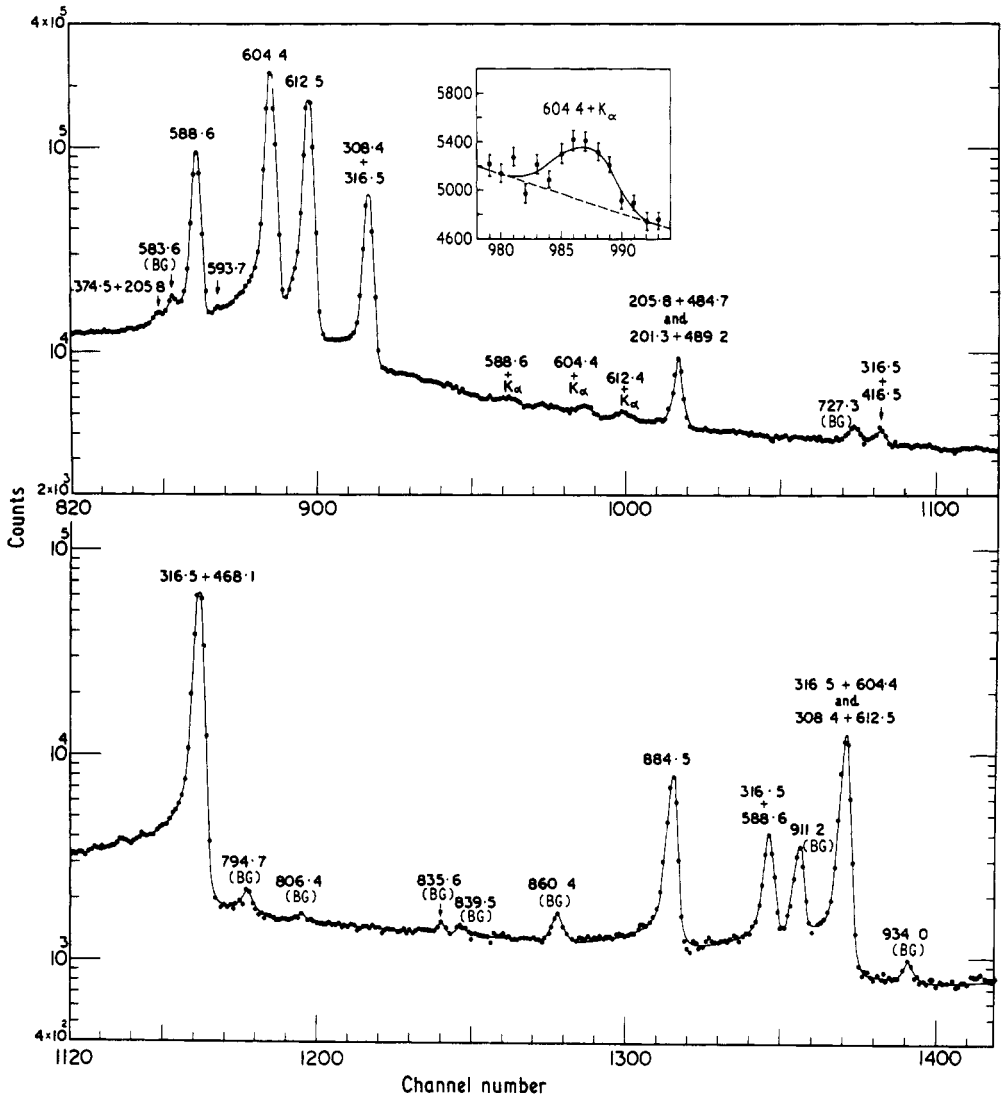 4×10⁵
10⁵
10⁴
2×10³
820
900
1000
1100
374.5+205 8
583.6
(BG)
588.6
593.7
604 4
612 5
308.4
+
316.5
588.6
+
Kα
604.4
+
Kα
612.4
+
Kα
205.8 + 484.7
and
201.3 + 489 2
727.3
(BG)
316.5
+
416.5
5800
5400
5000
4600
980
985
990
604 4 + Kα
Counts
10⁵
10⁴
10³
4×10²
1120
1200
1300
1400
316.5 + 468.1
794.7
(BG)
806.4
(BG)
835.6
(BG)
839.5
(BG)
860 4
(BG)
884.5
316.5
+
588.6
911 2
(BG)
316 5 + 604.4
and
308 4 + 612.5
934 0
(BG)
Channel number